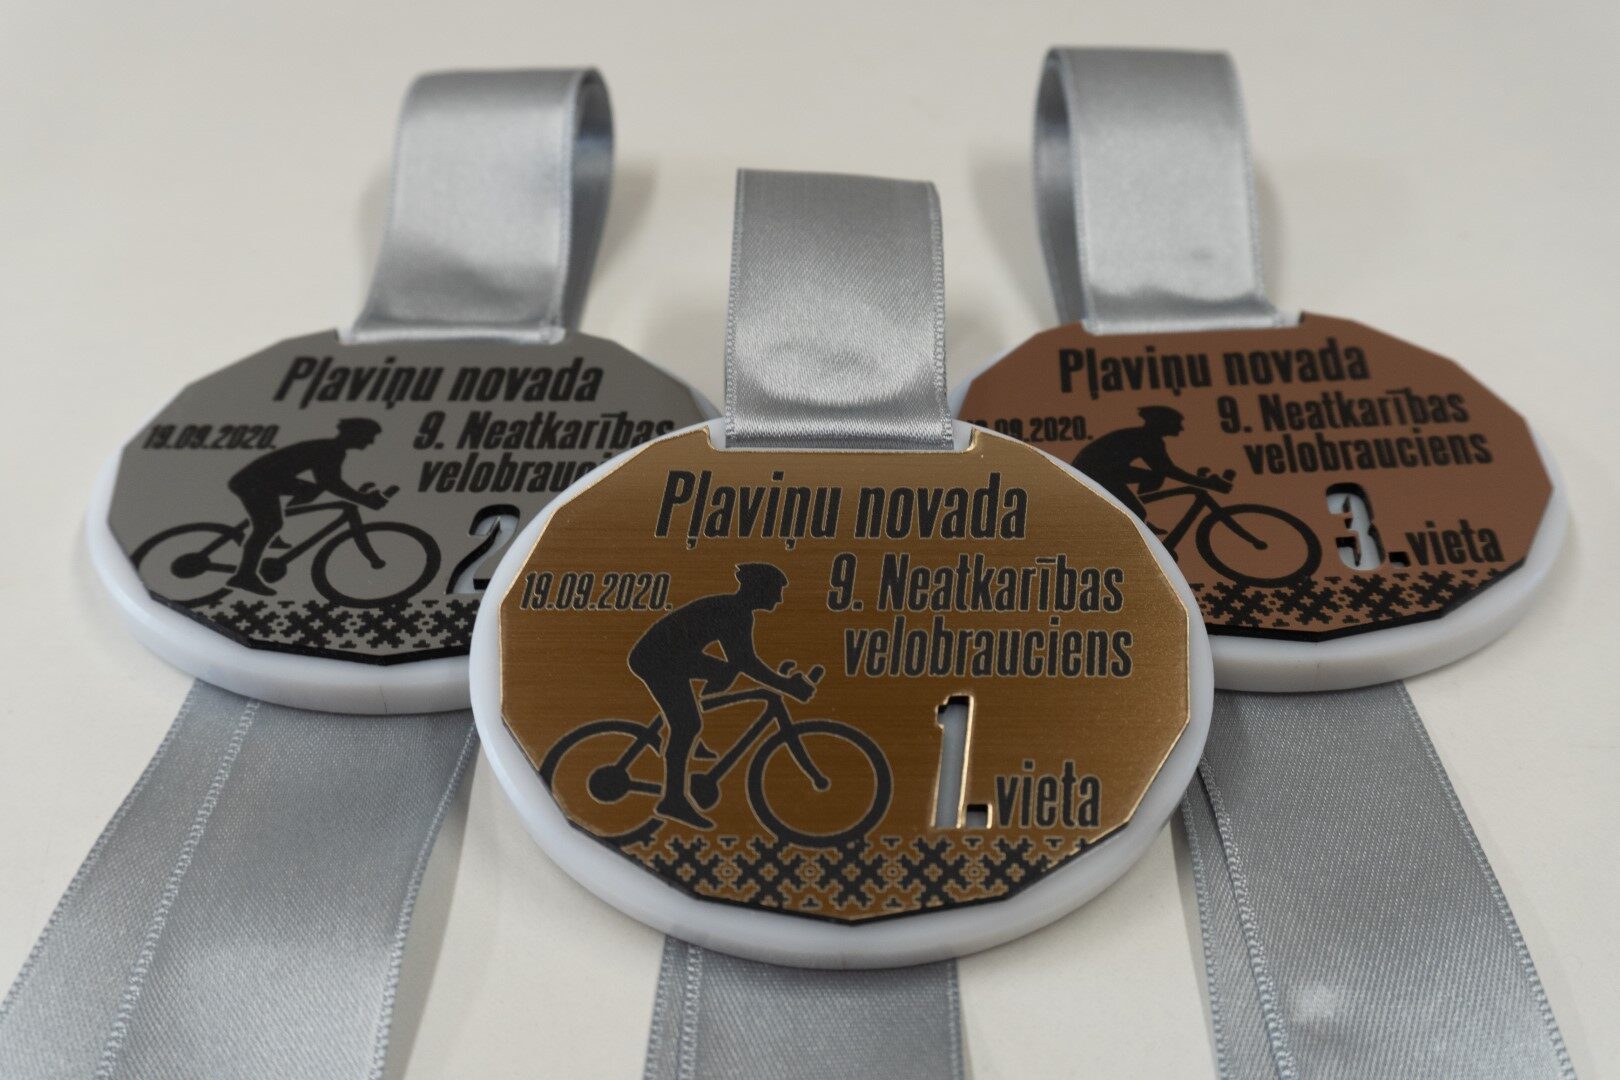 Pļaviņu novada
19.09.2020.
9. Neatkarības
2
Pļaviņu novada
19.09.2020.
9. Neatkarības
velobrauciens
1. vieta
Pļaviņu novada
9. Neatkarības
velobrauciens
3. vieta